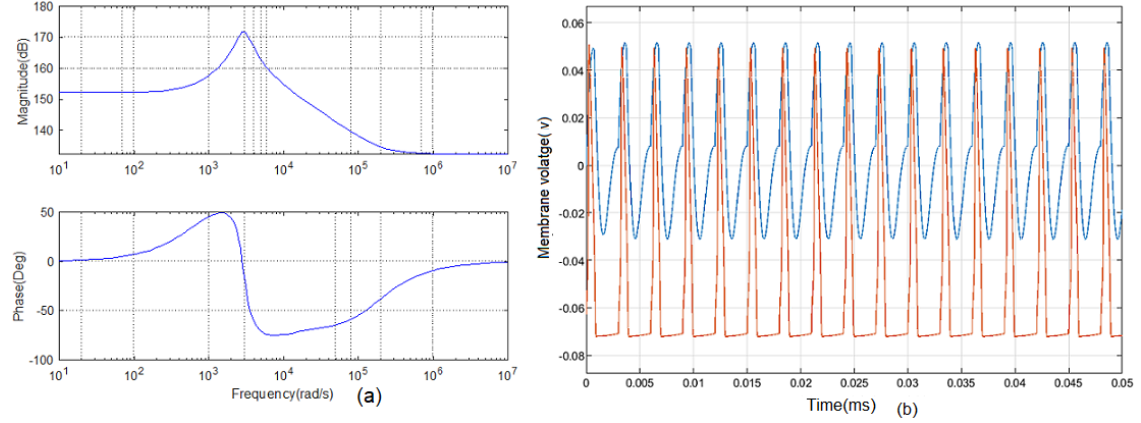 180
170
160
150
140
Magnitude(dB)
10^1 10^2 10^3 10^4 10^5 10^6 10^7
50
0
-50
-100
Phase(Deg)
10^1 10^2 10^3 10^4 10^5 10^6 10^7
Frequency(rad/s) (a)
0.06
0.04
0.02
0
-0.02
-0.04
-0.06
-0.08
Membrane volatge( v)
0 0.005 0.01 0.015 0.02 0.025 0.03 0.035 0.04 0.045 0.05
Time(ms) (b)